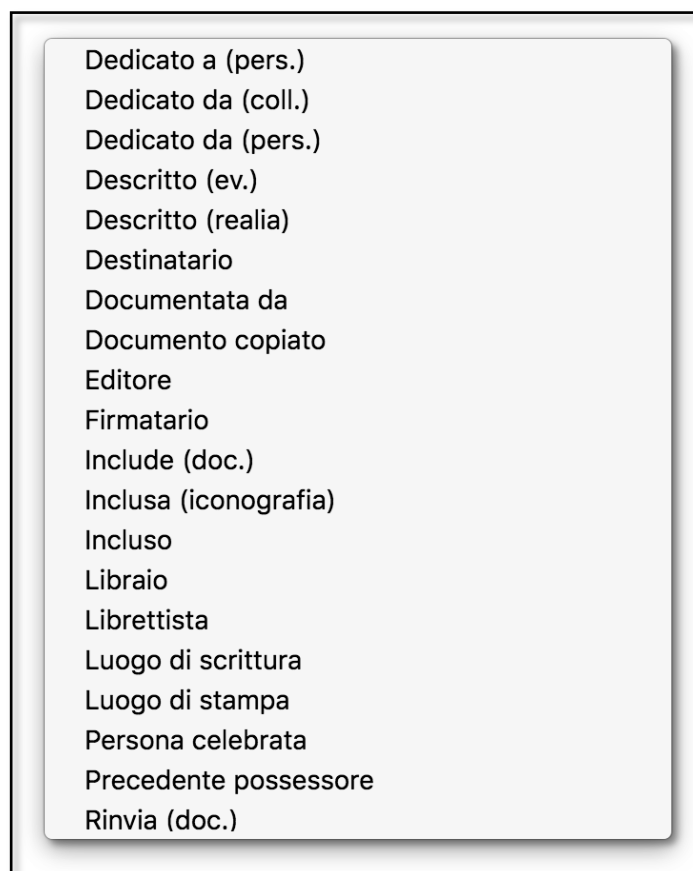 Dedicato a (pers.)
Dedicato da (coll.)
Dedicato da (pers.)
Descritto (ev.)
Descritto (realia)
Destinatario
Documentata da
Documento copiato
Editore
Firmatario
Include (doc.)
Inclusa (iconografia)
Incluso
Libraio
Librettista
Luogo di scrittura
Luogo di stampa
Persona celebrata
Precedente possessore
Rinvia (doc.)